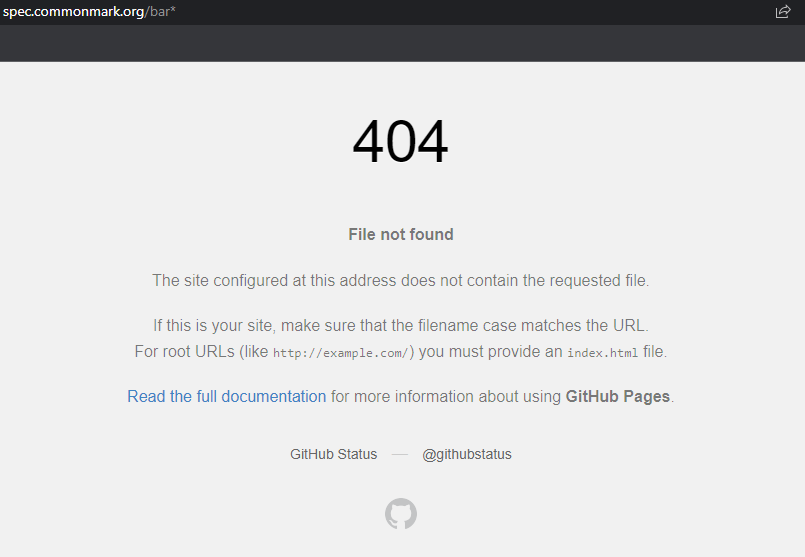 spec.commonmark.org/bar*
404
File not found
The site configured at this address does not contain the requested file.
If this is your site, make sure that the filename case matches the URL.
For root URLs (like http://example.com/) you must provide an index.html file.
Read the full documentation for more information about using GitHub Pages.
GitHub Status — @githubstatus